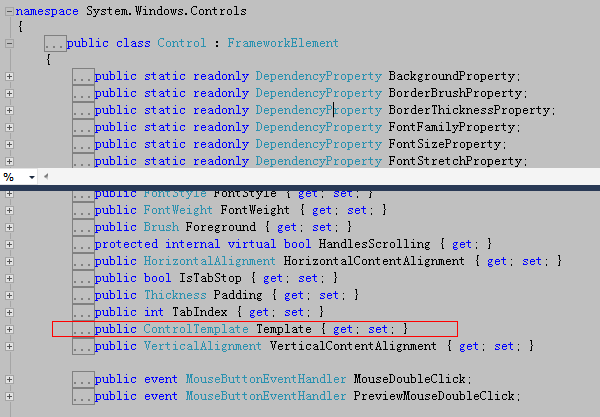 namespace System.Windows.Controls
{
...public class Control : FrameworkElement
{
...public static readonly DependencyProperty BackgroundProperty;
...public static readonly DependencyProperty BorderBrushProperty;
...public static readonly DependencyProperty BorderThicknessProperty;
...public static readonly DependencyProperty FontFamilyProperty;
...public static readonly DependencyProperty FontSizeProperty;
...public static readonly DependencyProperty FontStretchProperty;
%
...public FontStyle FontStyle { get; set; }
...public FontWeight FontWeight { get; set; }
...public Brush Foreground { get; set; }
...protected internal virtual bool HandlesScrolling { get; }
...public HorizontalAlignment HorizontalContentAlignment { get; set; }
...public bool IsTabStop { get; set; }
...public Thickness Padding { get; set; }
...public int TabIndex { get; set; }
...public ControlTemplate Template { get; set; }
...public VerticalAlignment VerticalContentAlignment { get; set; }
...public event MouseButtonEventHandler MouseDoubleClick;
...public event MouseButtonEventHandler PreviewMouseDoubleClick;